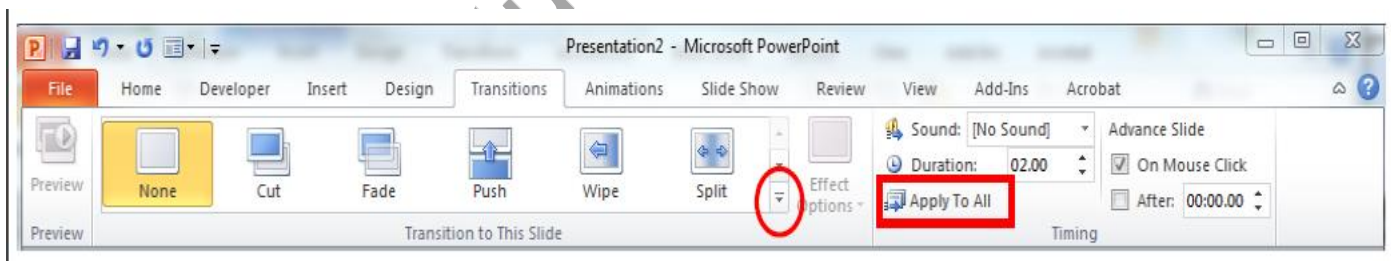 Presentation2 - Microsoft PowerPoint
File Home Developer Insert Design Transitions Animations Slide Show Review View Add-Ins Acrobat
Preview
None Cut Fade Push Wipe Split
Effect
Options
Sound: [No Sound]
Duration: 02.00
Apply To All
Advance Slide
On Mouse Click
After: 00:00.00
Preview Transition to This Slide Timing